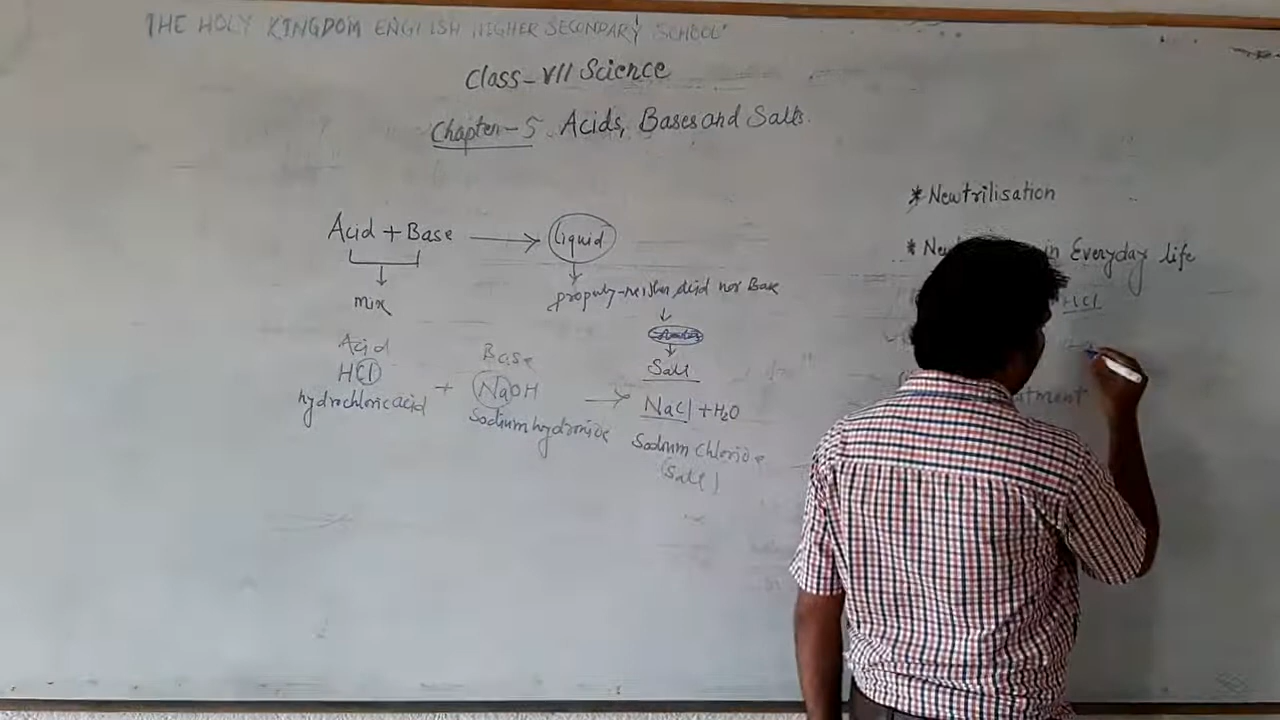 THE HOLY KINGDOM ENGLISH HIGHER SECONDARY SCHOOL"
Class-VII Science
Chapter-5. Acids, Bases and Salts.
Acid + Base → Liquid
mix
property-neither acid nor Base
Salt
Acid
HCl
hydrochloric acid
+
Base
NaOH
Sodium hydroxide
→ NaCl + H₂O
Sodium Chloride
(Salt)
* Newtrilisation
* in Everyday life
HCl